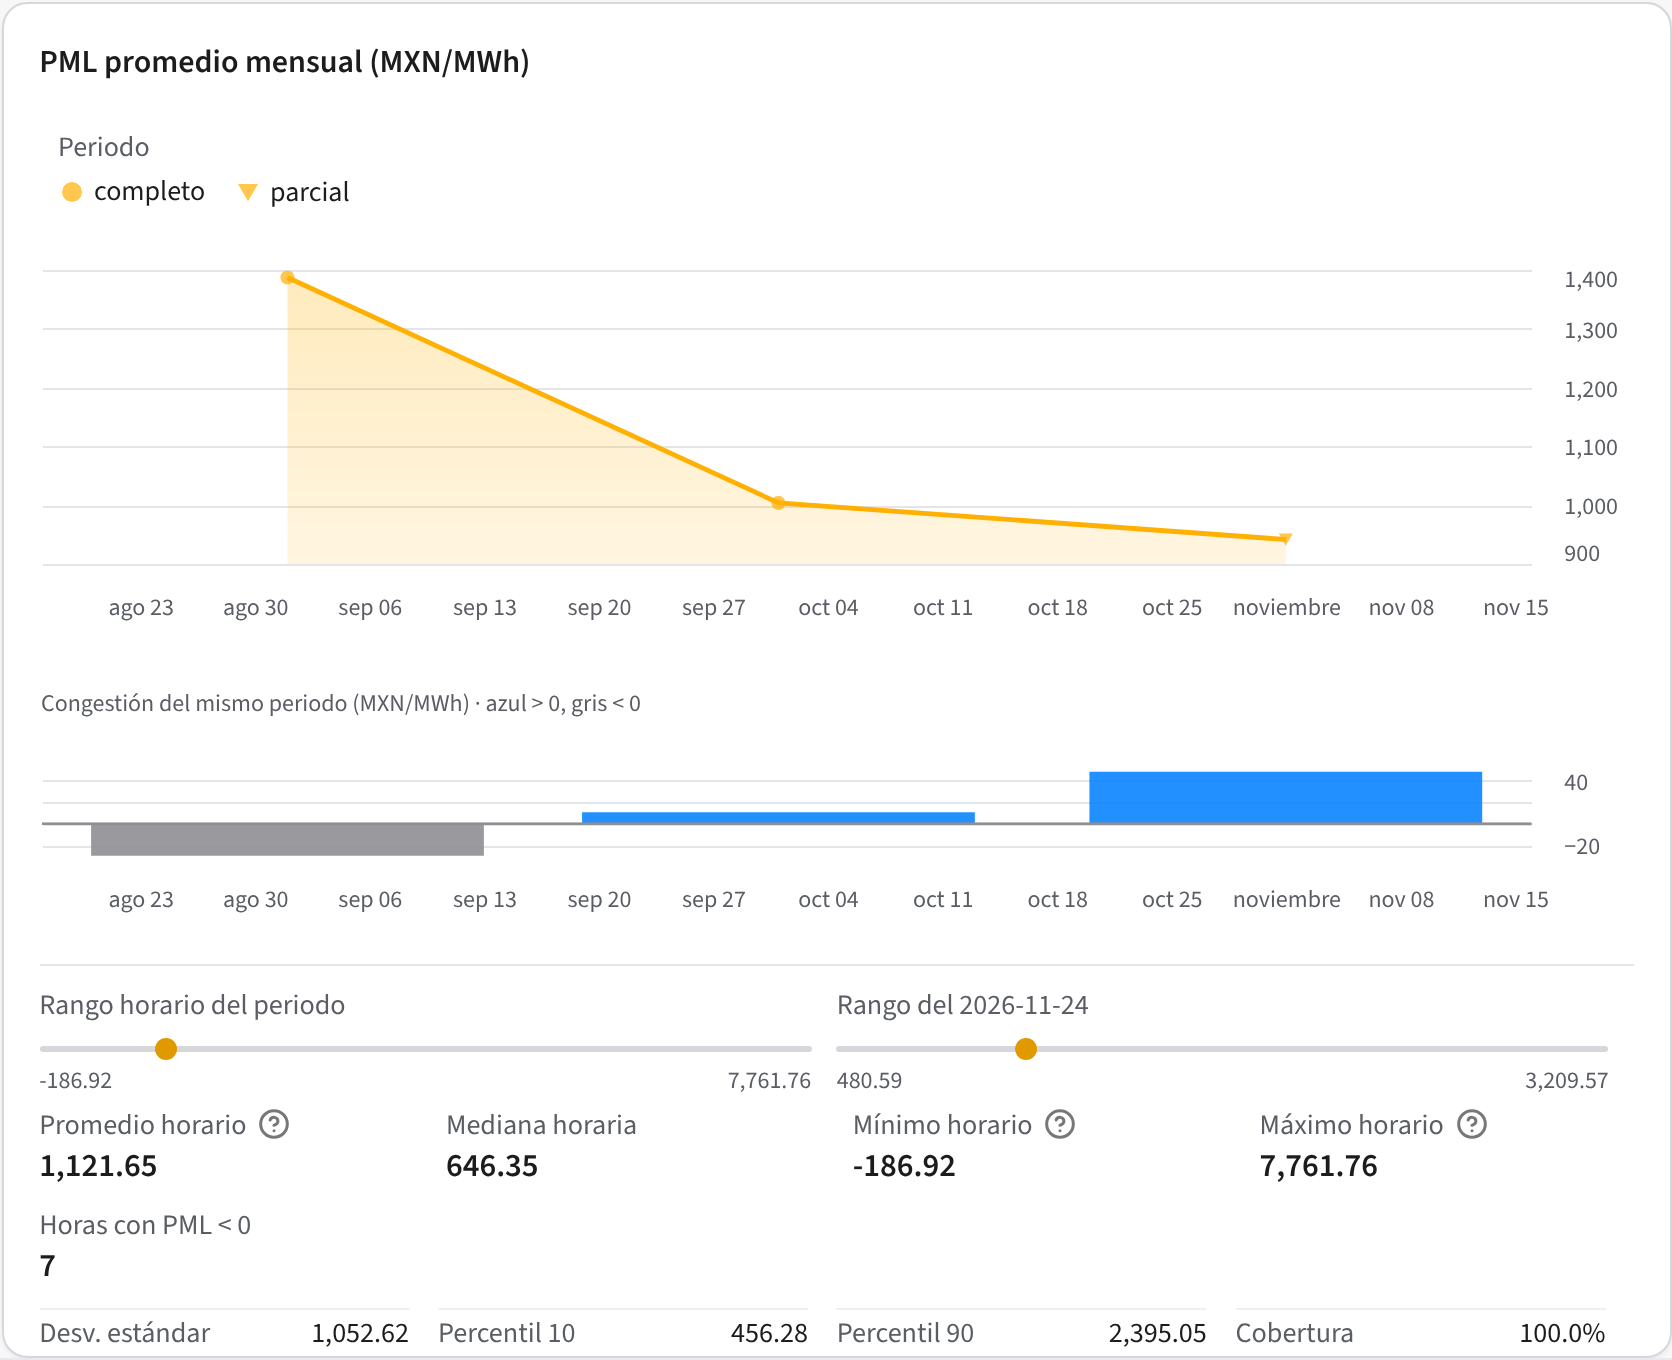 PML promedio mensual (MXN/MWh)
Periodo
completo parcial
1,400
1,300
1,200
1,100
1,000
900
ago 23 ago 30 sep 06 sep 13 sep 20 sep 27 oct 04 oct 11 oct 18 oct 25 noviembre nov 08 nov 15
Congestión del mismo periodo (MXN/MWh) · azul > 0, gris < 0
40
−20
ago 23 ago 30 sep 06 sep 13 sep 20 sep 27 oct 04 oct 11 oct 18 oct 25 noviembre nov 08 nov 15
Rango horario del periodo Rango del 2026-11-24
-186.92 7,761.76 480.59 3,209.57
Promedio horario ? Mediana horaria Mínimo horario ? Máximo horario ?
1,121.65 646.35 -186.92 7,761.76
Horas con PML < 0
7
Desv. estándar 1,052.62 Percentil 10 456.28 Percentil 90 2,395.05 Cobertura 100.0%